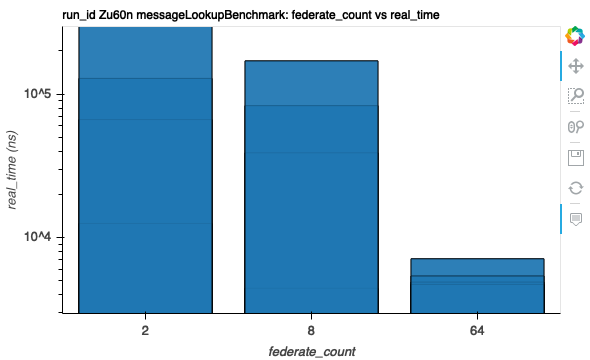 run_id Zu60n messageLookupBenchmark: federate_count vs real_time
real_time (ns)
10^5
10^4
2 8 64
federate_count